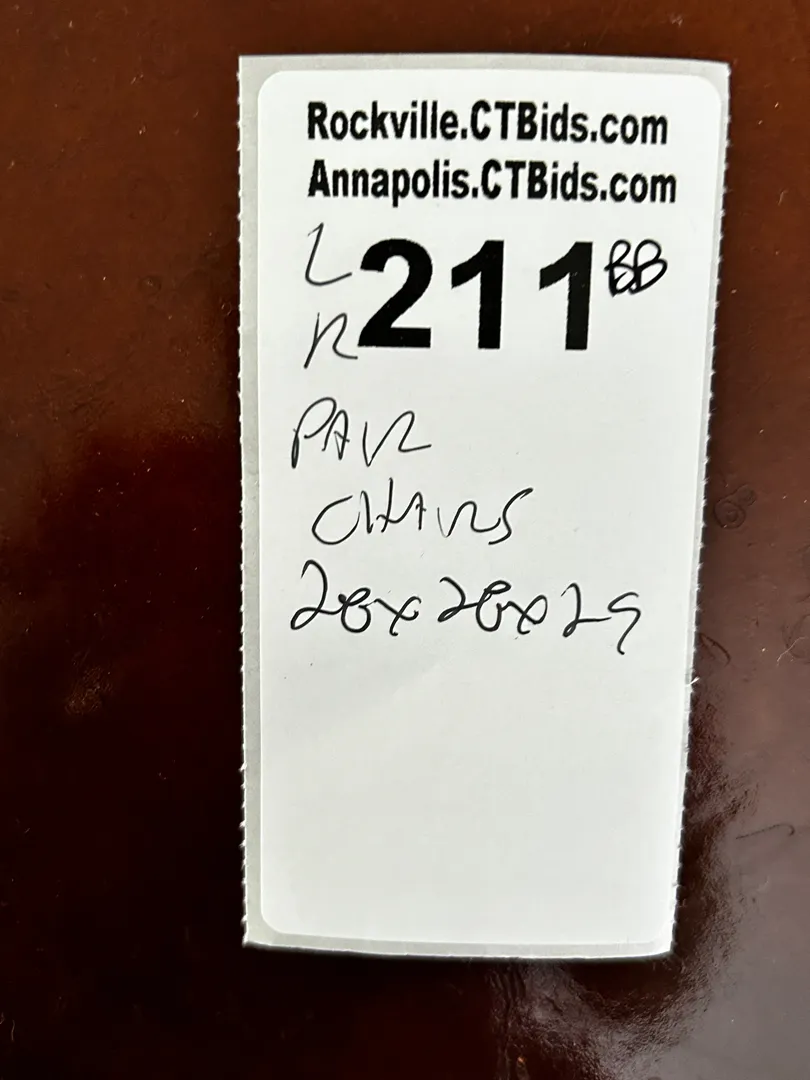 Rockville.CTBids.com
Annapolis.CTBids.com
L
R
211 BB
PAIR
CHAIRS
28x28x29